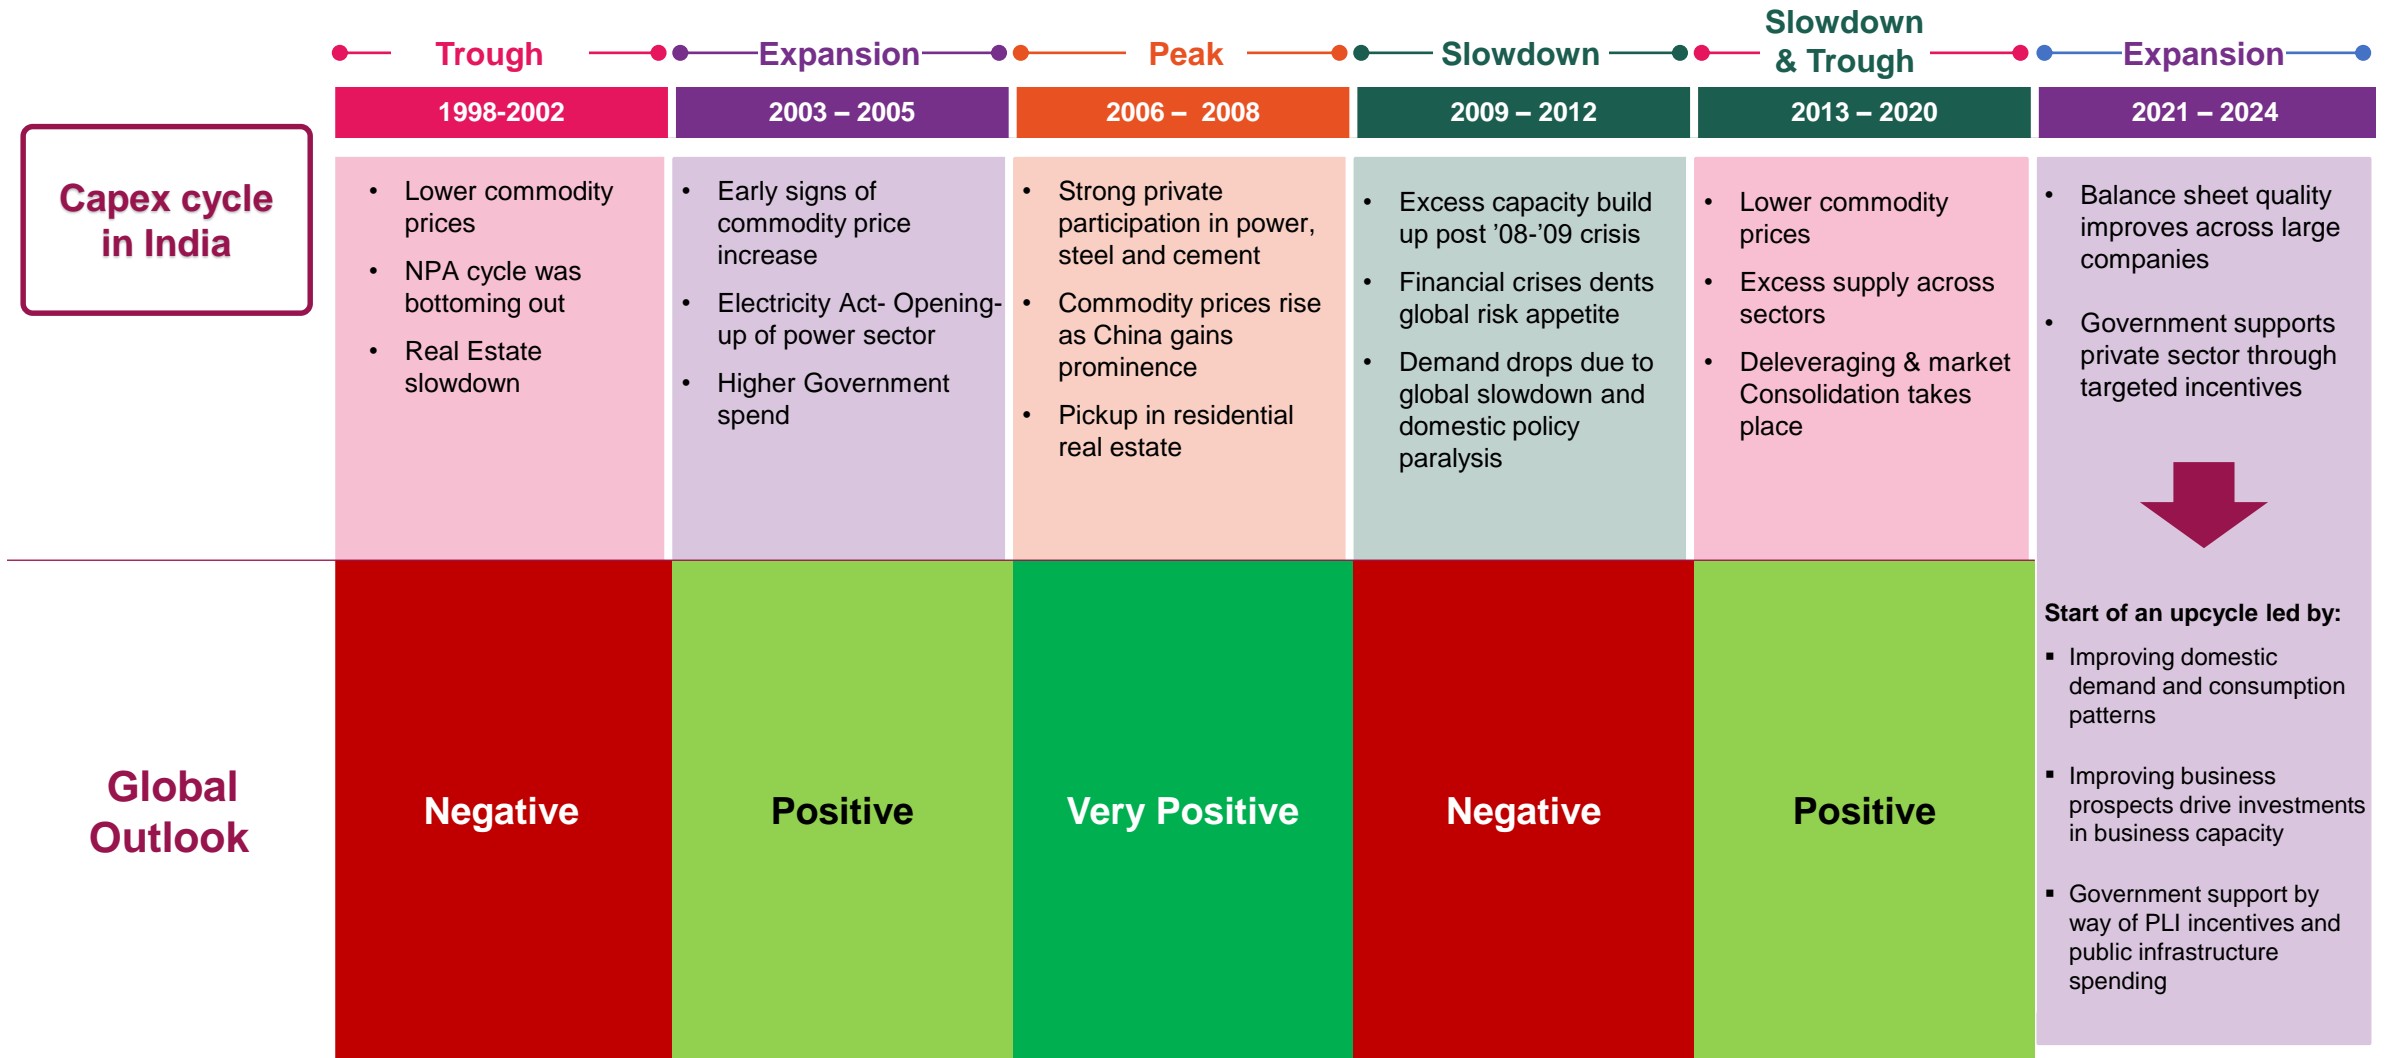 Trough
Expansion
Peak
Slowdown
Slowdown
& Trough
Expansion
1998-2002
2003 – 2005
2006 – 2008
2009 – 2012
2013 – 2020
2021 – 2024
Capex cycle
in India
• Lower commodity
prices
• NPA cycle was
bottoming out
• Real Estate
slowdown
• Early signs of
commodity price
increase
• Electricity Act- Opening-
up of power sector
• Higher Government
spend
• Strong private
participation in power,
steel and cement
• Commodity prices rise
as China gains
prominence
• Pickup in residential
real estate
• Excess capacity build
up post ’08-’09 crisis
• Financial crises dents
global risk appetite
• Demand drops due to
global slowdown and
domestic policy
paralysis
• Lower commodity
prices
• Excess supply across
sectors
• Deleveraging & market
Consolidation takes
place
• Balance sheet quality
improves across large
companies
• Government supports
private sector through
targeted incentives
Global
Outlook
Negative
Positive
Very Positive
Negative
Positive
Start of an upcycle led by:
▪ Improving domestic
demand and consumption
patterns
▪ Improving business
prospects drive investments
in business capacity
▪ Government support by
way of PLI incentives and
public infrastructure
spending